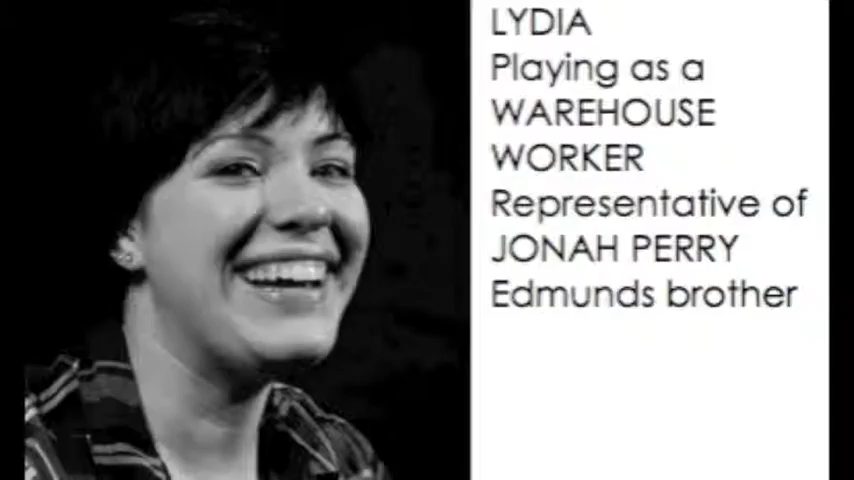 LYDIA
Playing as a
WAREHOUSE
WORKER
Representative of
JONAH PERRY
Edmunds brother